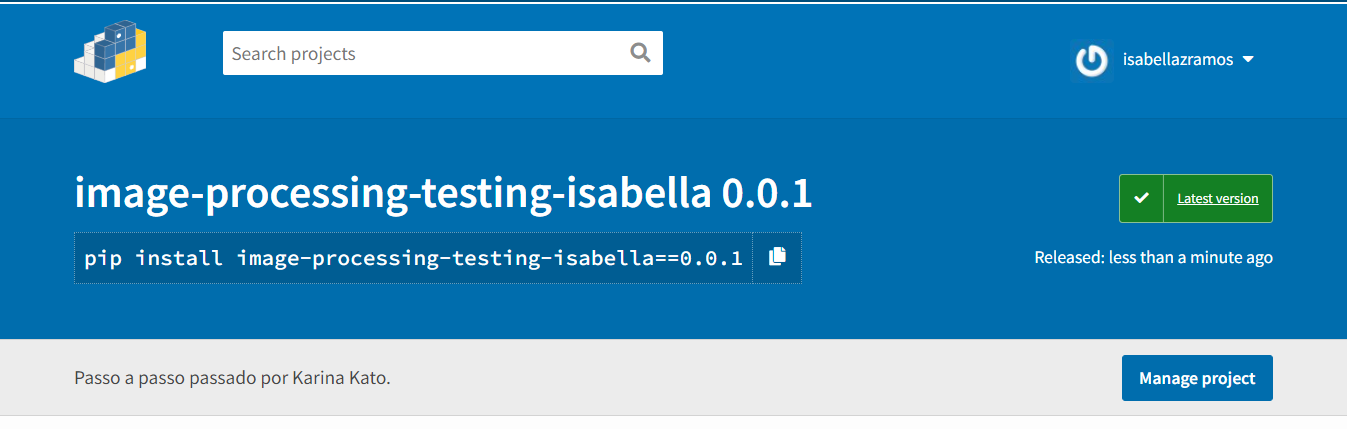 Search projects
isabellazramos
image-processing-testing-isabella 0.0.1
Latest version
pip install image-processing-testing-isabella==0.0.1
Released: less than a minute ago
Passo a passo passado por Karina Kato.
Manage project